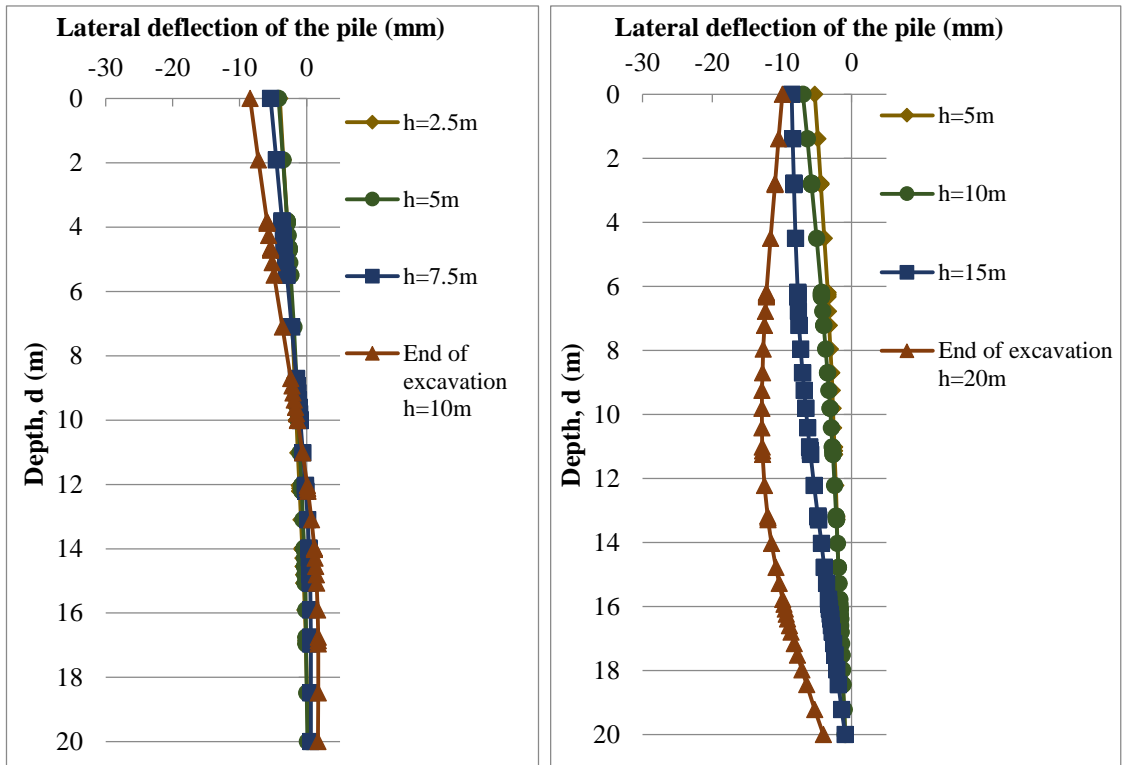 Lateral deflection of the pile (mm)
-30 -20 -10 0
0
2
4
6
8
10
12
14
16
18
20
Depth, d (m)
h=2.5m
h=5m
h=7.5m
End of
excavation
h=10m
Lateral deflection of the pile (mm)
-30 -20 -10 0
0
2
4
6
8
10
12
14
16
18
20
Depth, d (m)
h=5m
h=10m
h=15m
End of excavation
h=20m